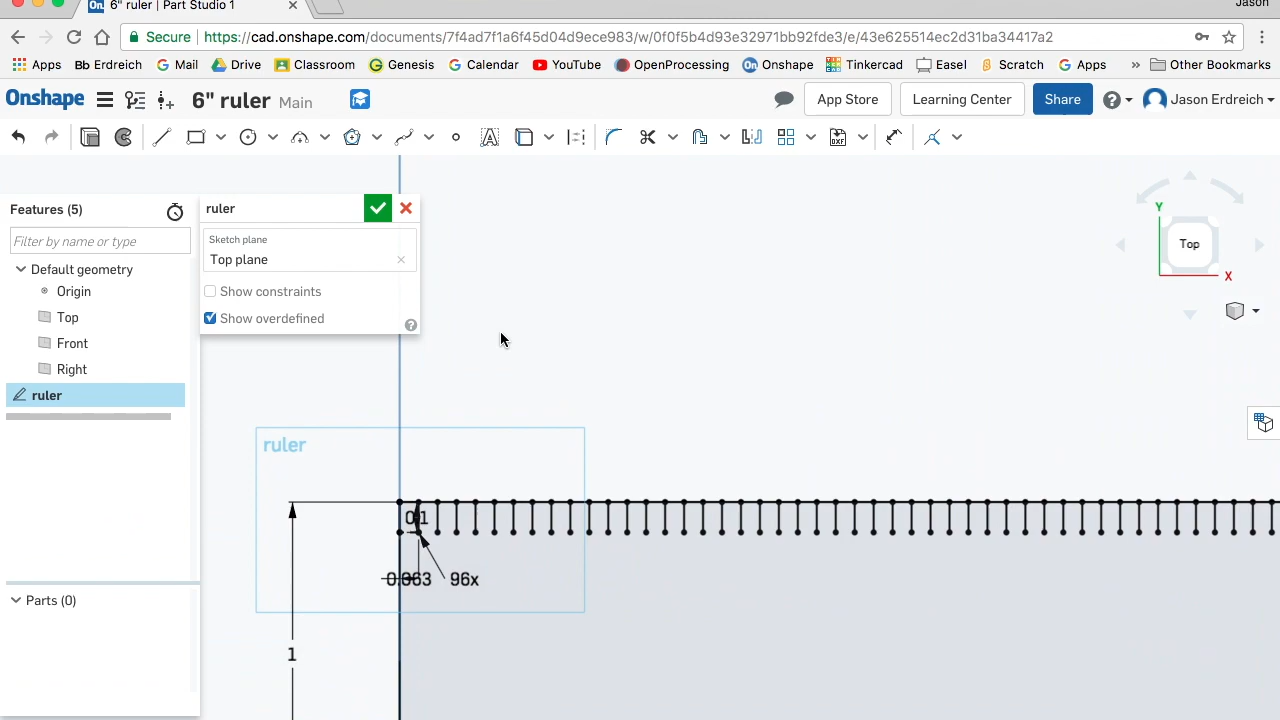 6" ruler | Part Studio 1
Jason
Secure | https://cad.onshape.com/documents/7f4ad7f1a6f45d04d9ece983/w/0f0f5b4d93e32971bb92fde3/e/43e625514ec2d31ba34417a2
Apps Bb Erdreich G Mail Drive Classroom Genesis G Calendar YouTube OpenProcessing On Onshape Tinkercad Easel Scratch G Apps » Other Bookmarks
Onshape 6" ruler Main App Store Learning Center Share Jason Erdreich
Features (5)
Filter by name or type
Default geometry
Origin
Top
Front
Right
ruler
Parts (0)
ruler
Sketch plane
Top plane
Show constraints
Show overdefined
Y
Top
X
ruler
0.1
0.063 96x
1